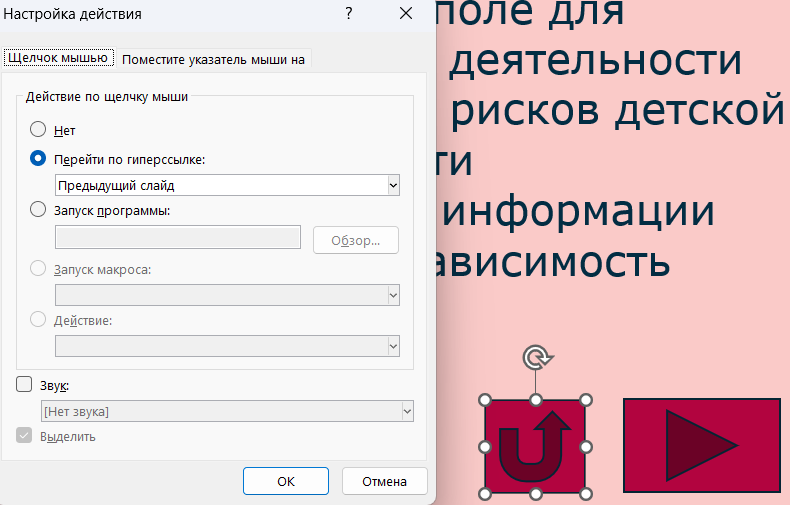 Настройка действия
?
Щелчок мышью
Поместите указатель мыши на
Действие по щелчку мыши
Нет
Перейти по гиперссылке:
Предыдущий слайд
Запуск программы:
Обзор...
Запуск макроса:
Действие:
Звук:
[Нет звука]
Выделить
ОК
Отмена
поле для
деятельности
рисков детской
ти
информации
ависимость